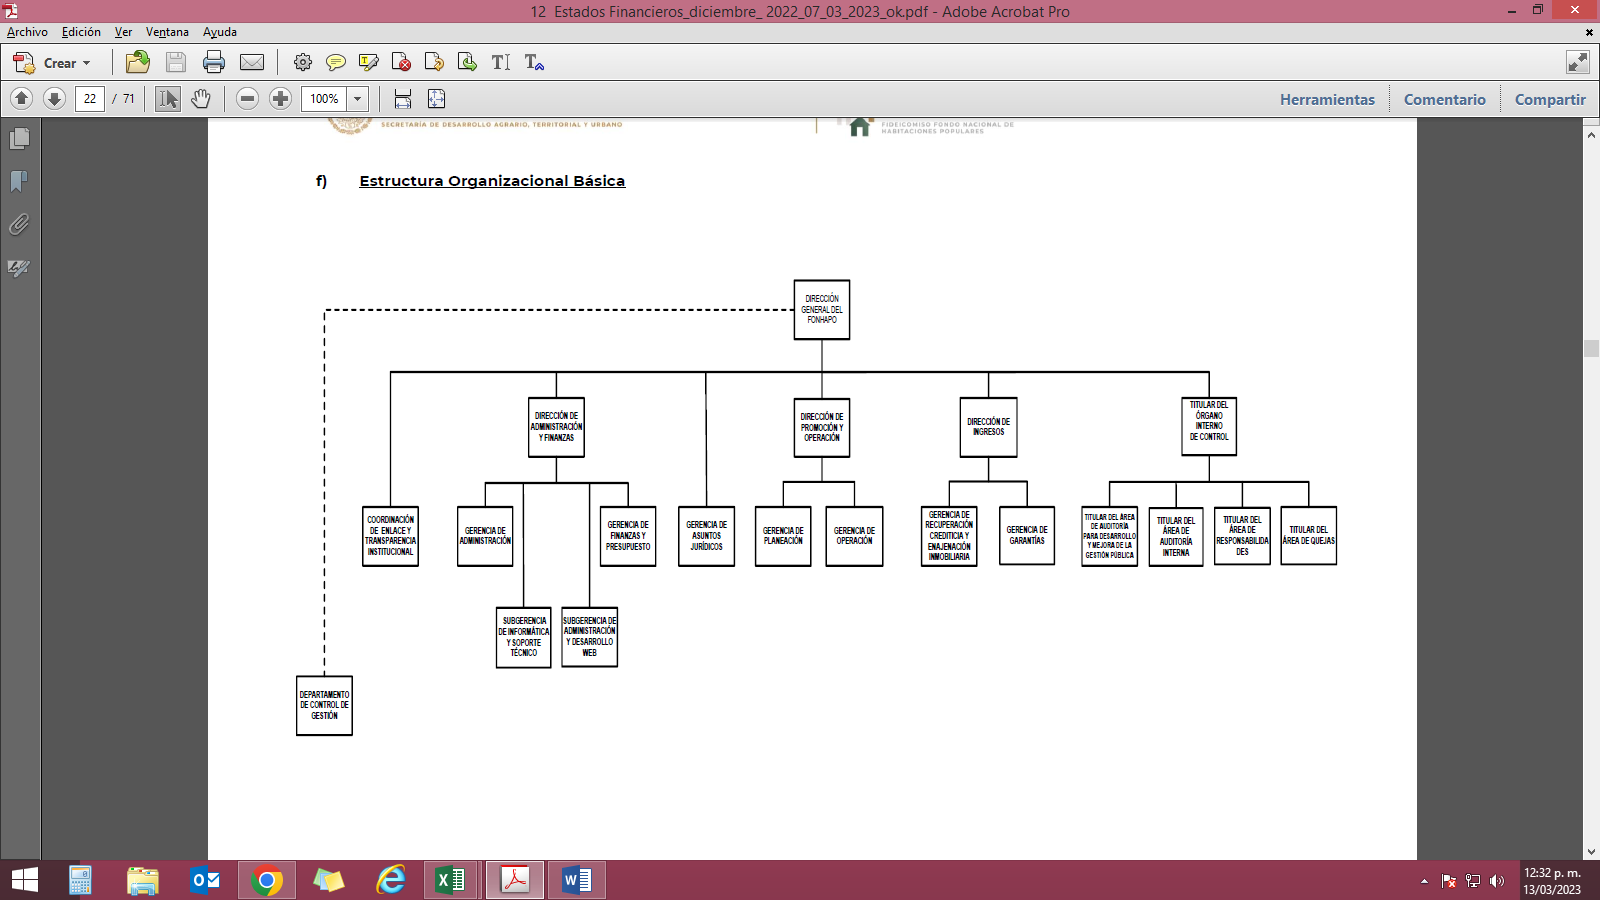 12 Estados Financieros_diciembre_ 2022_07_03_2023_ok.pdf - Adobe Acrobat Pro
Archivo Edición Ver Ventana Ayuda
Crear
22 / 71
100%
Herramientas Comentario Compartir
SECRETARÍA DE DESARROLLO AGRARIO, TERRITORIAL Y URBANO
FIDEICOMISO FONDO NACIONAL DE
HABITACIONES POPULARES
f) Estructura Organizacional Básica
DIRECCIÓN
GENERAL DEL
FONHAPO
DIRECCIÓN DE
ADMINISTRACIÓN
Y FINANZAS
DIRECCIÓN DE
PROMOCIÓN Y
OPERACIÓN
DIRECCIÓN DE
INGRESOS
TITULAR DEL
ÓRGANO
INTERNO
DE CONTROL
COORDINACIÓN
DE ENLACE Y
TRANSPARENCIA
INSTITUCIONAL
GERENCIA DE
ADMINISTRACIÓN
GERENCIA DE
FINANZAS Y
PRESUPUESTO
GERENCIA DE
ASUNTOS
JURÍDICOS
GERENCIA DE
PLANEACIÓN
GERENCIA DE
OPERACIÓN
GERENCIA DE
RECUPERACIÓN
CREDITICIA Y
ENAJENACIÓN
INMOBILIARIA
GERENCIA DE
GARANTÍAS
TITULAR DEL ÁREA
DE AUDITORÍA
PARA DESARROLLO
Y MEJORA DE LA
GESTIÓN PÚBLICA
TITULAR DEL
ÁREA DE
AUDITORÍA
INTERNA
TITULAR DEL
ÁREA DE
RESPONSABILIDA
DES
TITULAR DEL
ÁREA DE QUEJAS
SUBGERENCIA
DE INFORMÁTICA
Y SOPORTE
TÉCNICO
SUBGERENCIA DE
ADMINISTRACIÓN
Y DESARROLLO
WEB
DEPARTAMENTO
DE CONTROL DE
GESTIÓN
12:32 p. m.
13/03/2023